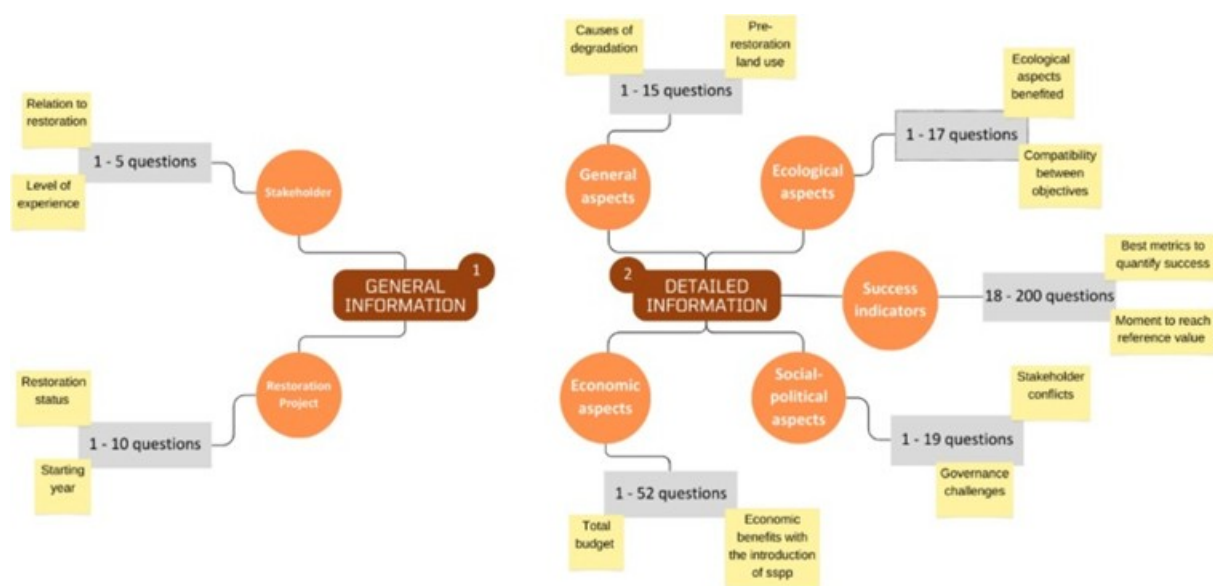 Relation to
restoration
1 - 5 questions
Level of
experience
Stakeholder
1
GENERAL
INFORMATION
Restoration
status
1 - 10 questions
Starting
year
Restoration
Project
Causes of
degradation
Pre-
restoration
land use
1 - 15 questions
General
aspects
Ecological
aspects
benefited
1 - 17 questions
Compatibility
between
objectives
Ecological
aspects
2
DETAILED
INFORMATION
Success
indicators
Best metrics to
quantify success
18 - 200 questions
Moment to reach
reference value
Economic
aspects
1 - 52 questions
Total
budget
Economic
benefits with
the introduction
of sspp
Social-
political
aspects
Stakeholder
conflicts
1 - 19 questions
Governance
challenges